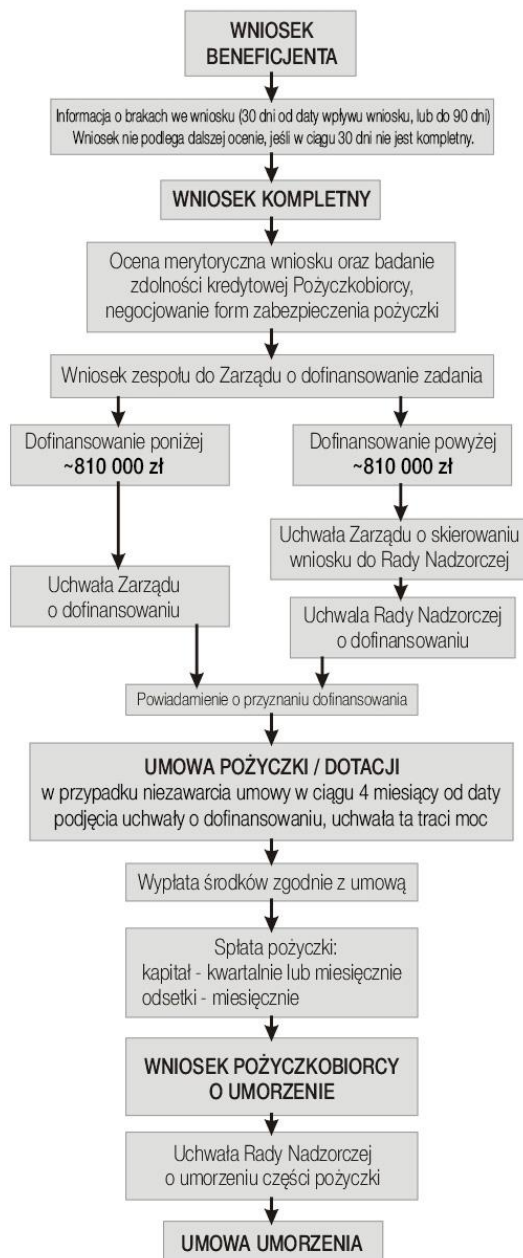 WNIOSEK
BENEFICJENTA
Informacja o brakach we wniosku (30 dni od daty wpływu wniosku, lub do 90 dni)
Wniosek nie podlega dalszej ocenie, jeśli w ciągu 30 dni nie jest kompletny.
WNIOSEK KOMPLETNY
Ocena merytoryczna wniosku oraz badanie
zdolności kredytowej Pożyczkobiorcy,
negocjowanie form zabezpieczenia pożyczki
Wniosek zespołu do Zarządu o dofinansowanie zadania
Dofinansowanie poniżej
~810 000 zł
Dofinansowanie powyżej
~810 000 zł
Uchwała Zarządu o skierowaniu
wniosku do Rady Nadzorczej
Uchwała Zarządu
o dofinansowaniu
Uchwala Rady Nadzorczej
o dofinansowaniu
Powiadamienie o przyznaniu dofinansowania
UMOWA POŻYCZKI / DOTACJI
w przypadku niezawarcia umowy w ciągu 4 miesiący od daty
podjęcia uchwały o dofinansowaniu, uchwała ta traci moc
Wypłata środków zgodnie z umową
Spłata pożyczki:
kapitał - kwartalnie lub miesięcznie
odsetki - miesięcznie
WNIOSEK POŻYCZKOBIORCY
O UMORZENIE
Uchwała Rady Nadzorczej
o umorzeniu części pożyczki
UMOWA UMORZENIA